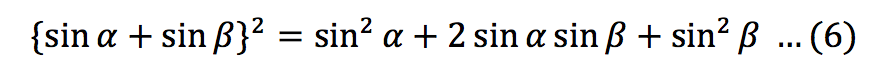 {sin α + sin β}² = sin² α + 2 sin α sin β + sin² β ... (6)